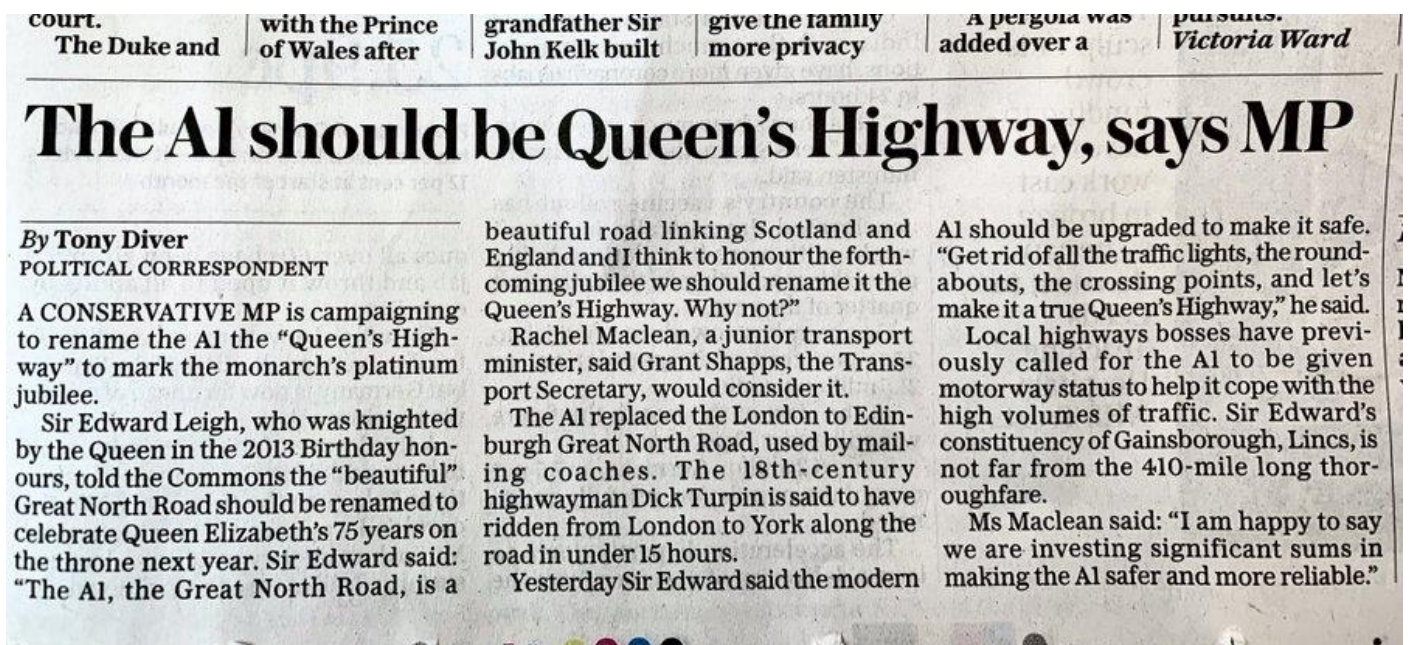 court.
The Duke and
with the Prince
of Wales after
grandfather Sir
John Kelk built
give the family
more privacy
A pergola was
added over a
pursuits.
Victoria Ward
The A1 should be Queen's Highway, says MP
By Tony Diver
POLITICAL CORRESPONDENT
A CONSERVATIVE MP is campaigning
to rename the A1 the “Queen's High-
way” to mark the monarch's platinum
jubilee.
Sir Edward Leigh, who was knighted
by the Queen in the 2013 Birthday hon-
ours, told the Commons the “beautiful”
Great North Road should be renamed to
celebrate Queen Elizabeth's 75 years on
the throne next year. Sir Edward said:
“The A1, the Great North Road, is a
beautiful road linking Scotland and
England and I think to honour the forth-
coming jubilee we should rename it the
Queen's Highway. Why not?”
Rachel Maclean, a junior transport
minister, said Grant Shapps, the Trans-
port Secretary, would consider it.
The A1 replaced the London to Edin-
burgh Great North Road, used by mail-
ing coaches. The 18th-century
highwayman Dick Turpin is said to have
ridden from London to York along the
road in under 15 hours.
Yesterday Sir Edward said the modern
A1 should be upgraded to make it safe.
“Get rid of all the traffic lights, the round-
abouts, the crossing points, and let's
make it a true Queen's Highway,” he said.
Local highways bosses have previ-
ously called for the A1 to be given
motorway status to help it cope with the
high volumes of traffic. Sir Edward's
constituency of Gainsborough, Lincs, is
not far from the 410-mile long thor-
oughfare.
Ms Maclean said: “I am happy to say
we are investing significant sums in
making the A1 safer and more reliable.”